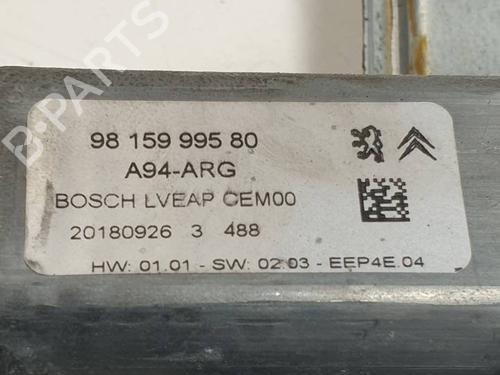 98 159 995 80
A94-ARG
BOSCH LVEAP CEM00
20180926 3 488
HW: 01.01 - SW: 02.03 - EEP4E.04
B-PARTS